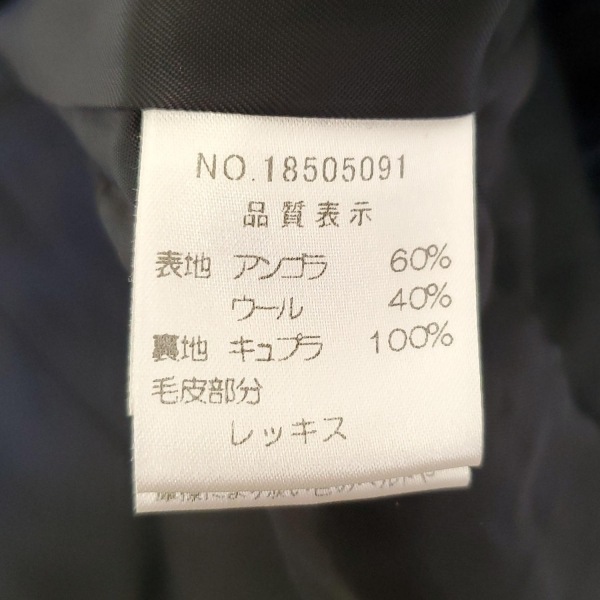 NO.18505091
品質表示
表地 アンゴラ 60%
ウール 40%
裏地 キュプラ 100%
毛皮部分
レッキス